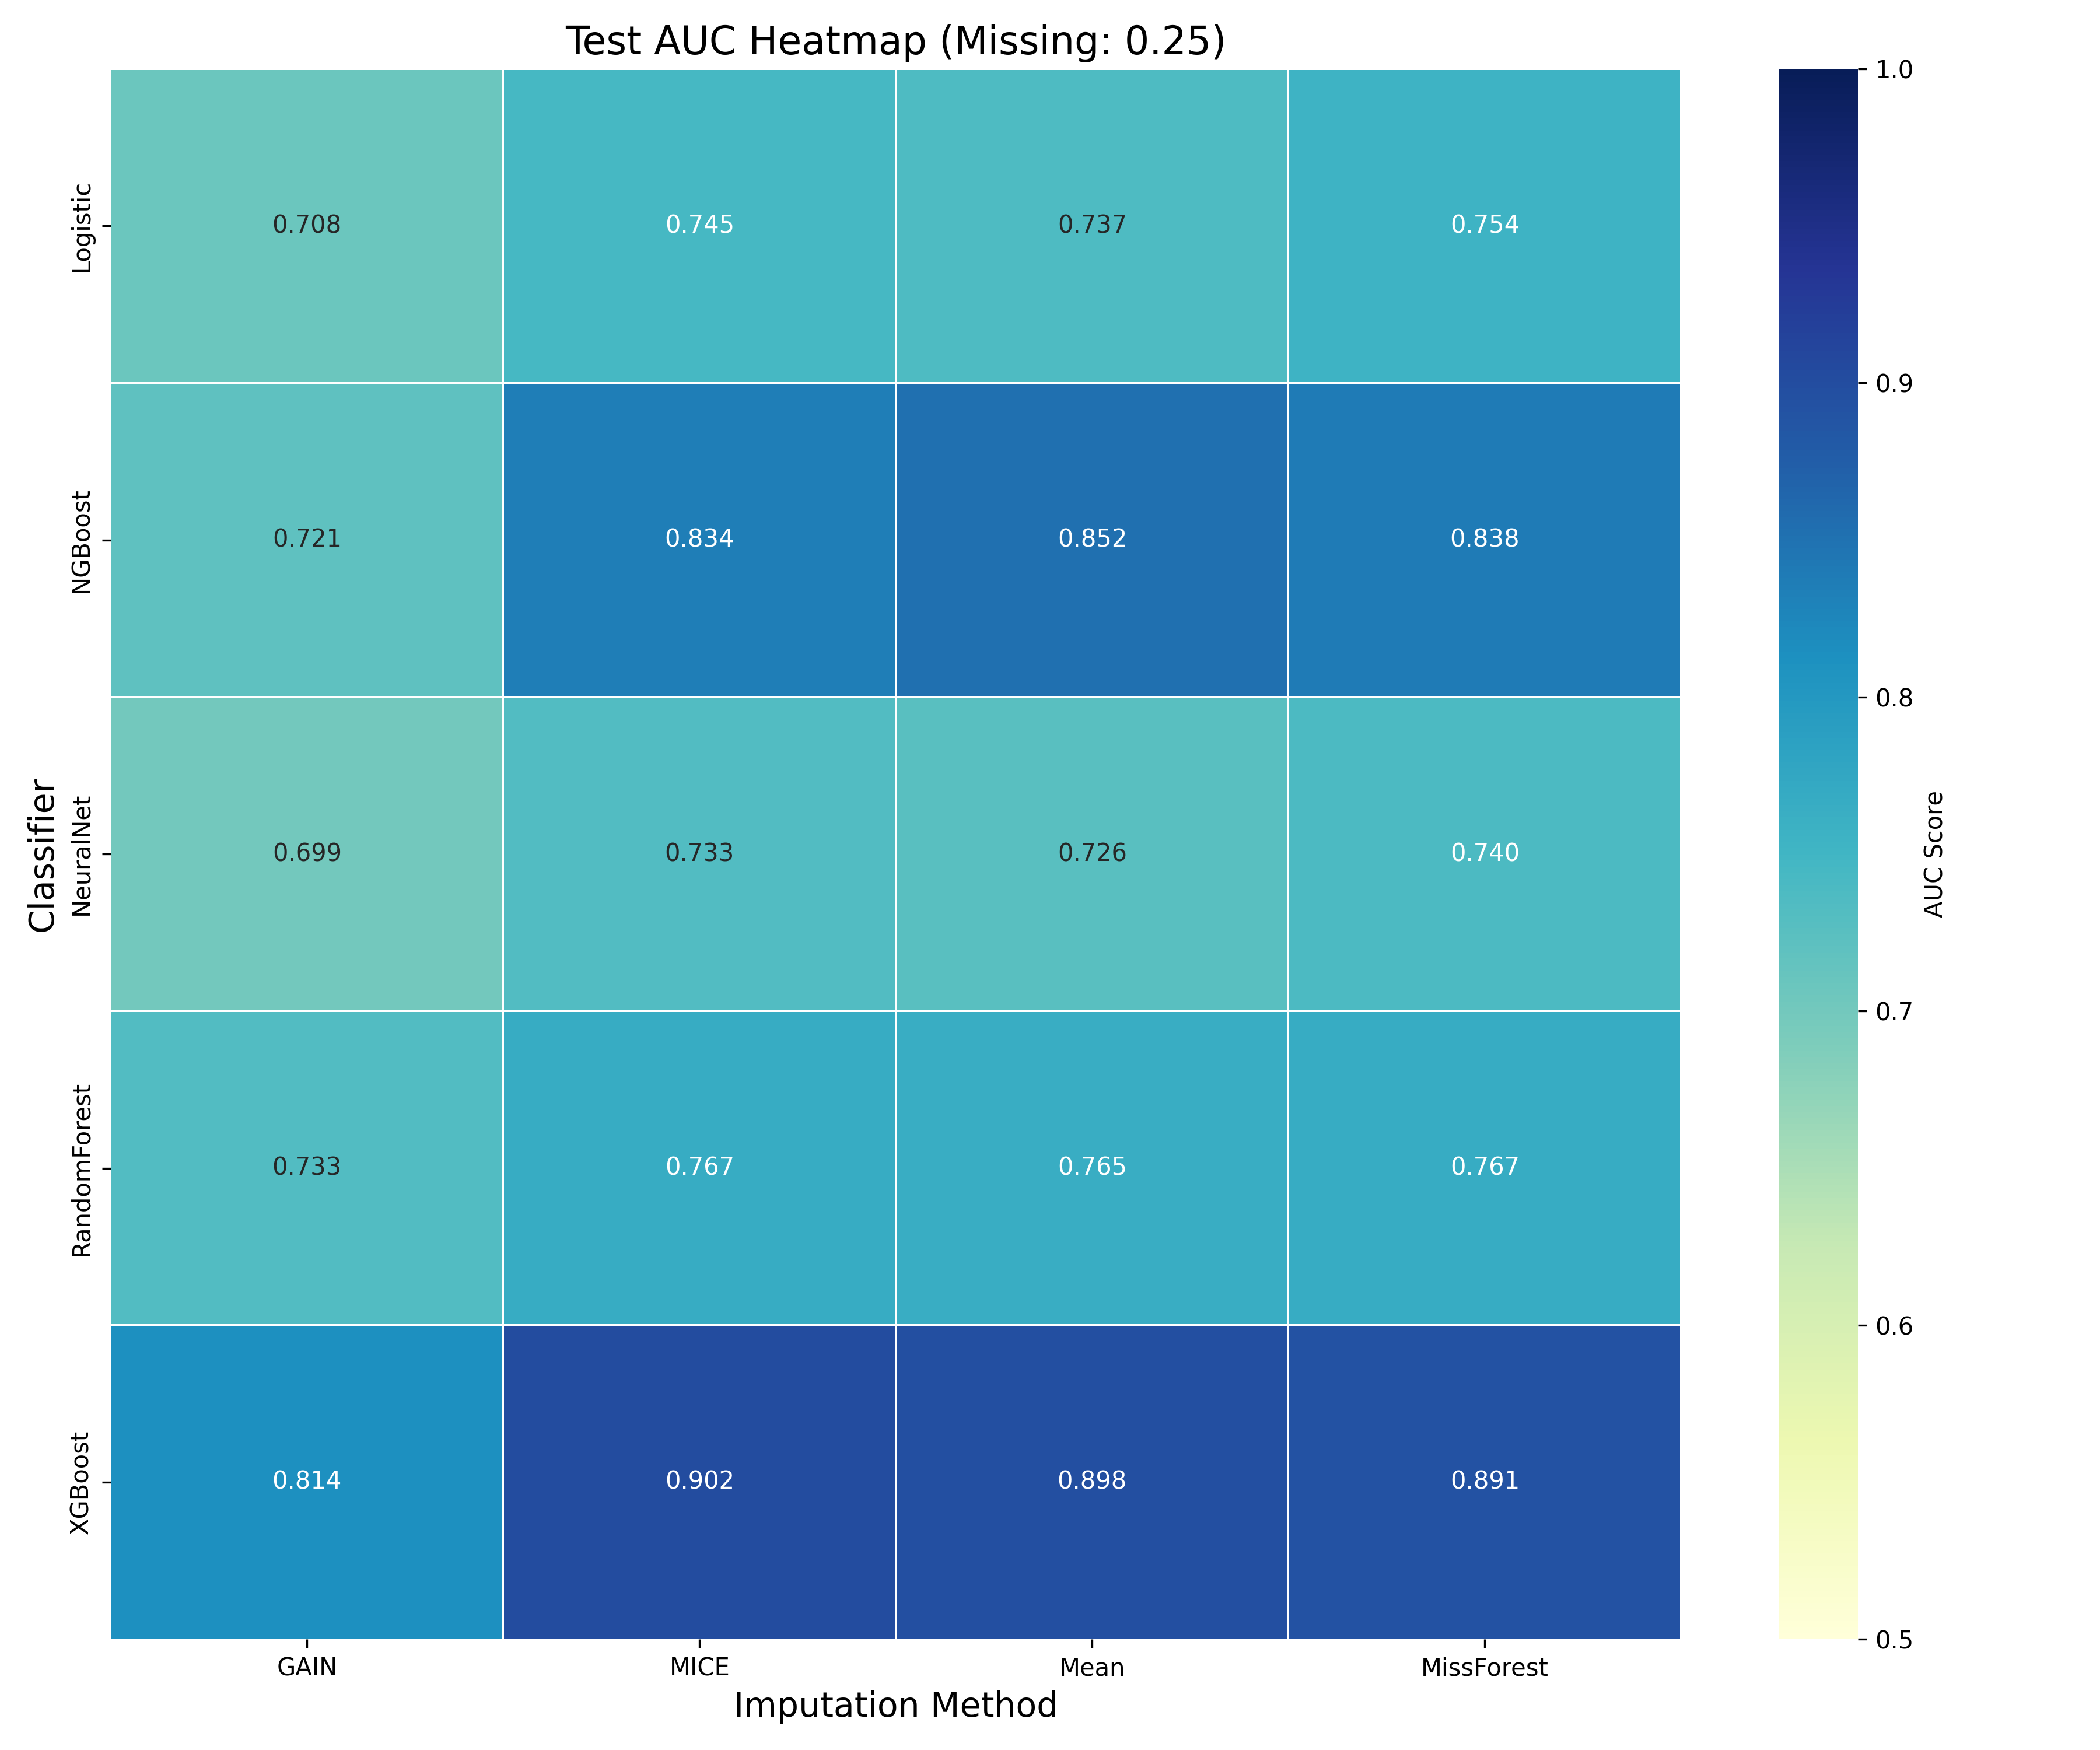 Test AUC Heatmap (Missing: 0.25)
Classifier
Logistic
0.708 0.745 0.737 0.754
NGBoost
0.721 0.834 0.852 0.838
NeuralNet
0.699 0.733 0.726 0.740
RandomForest
0.733 0.767 0.765 0.767
XGBoost
0.814 0.902 0.898 0.891
GAIN MICE Mean MissForest
Imputation Method
1.0
0.9
0.8
0.7
0.6
0.5
AUC Score